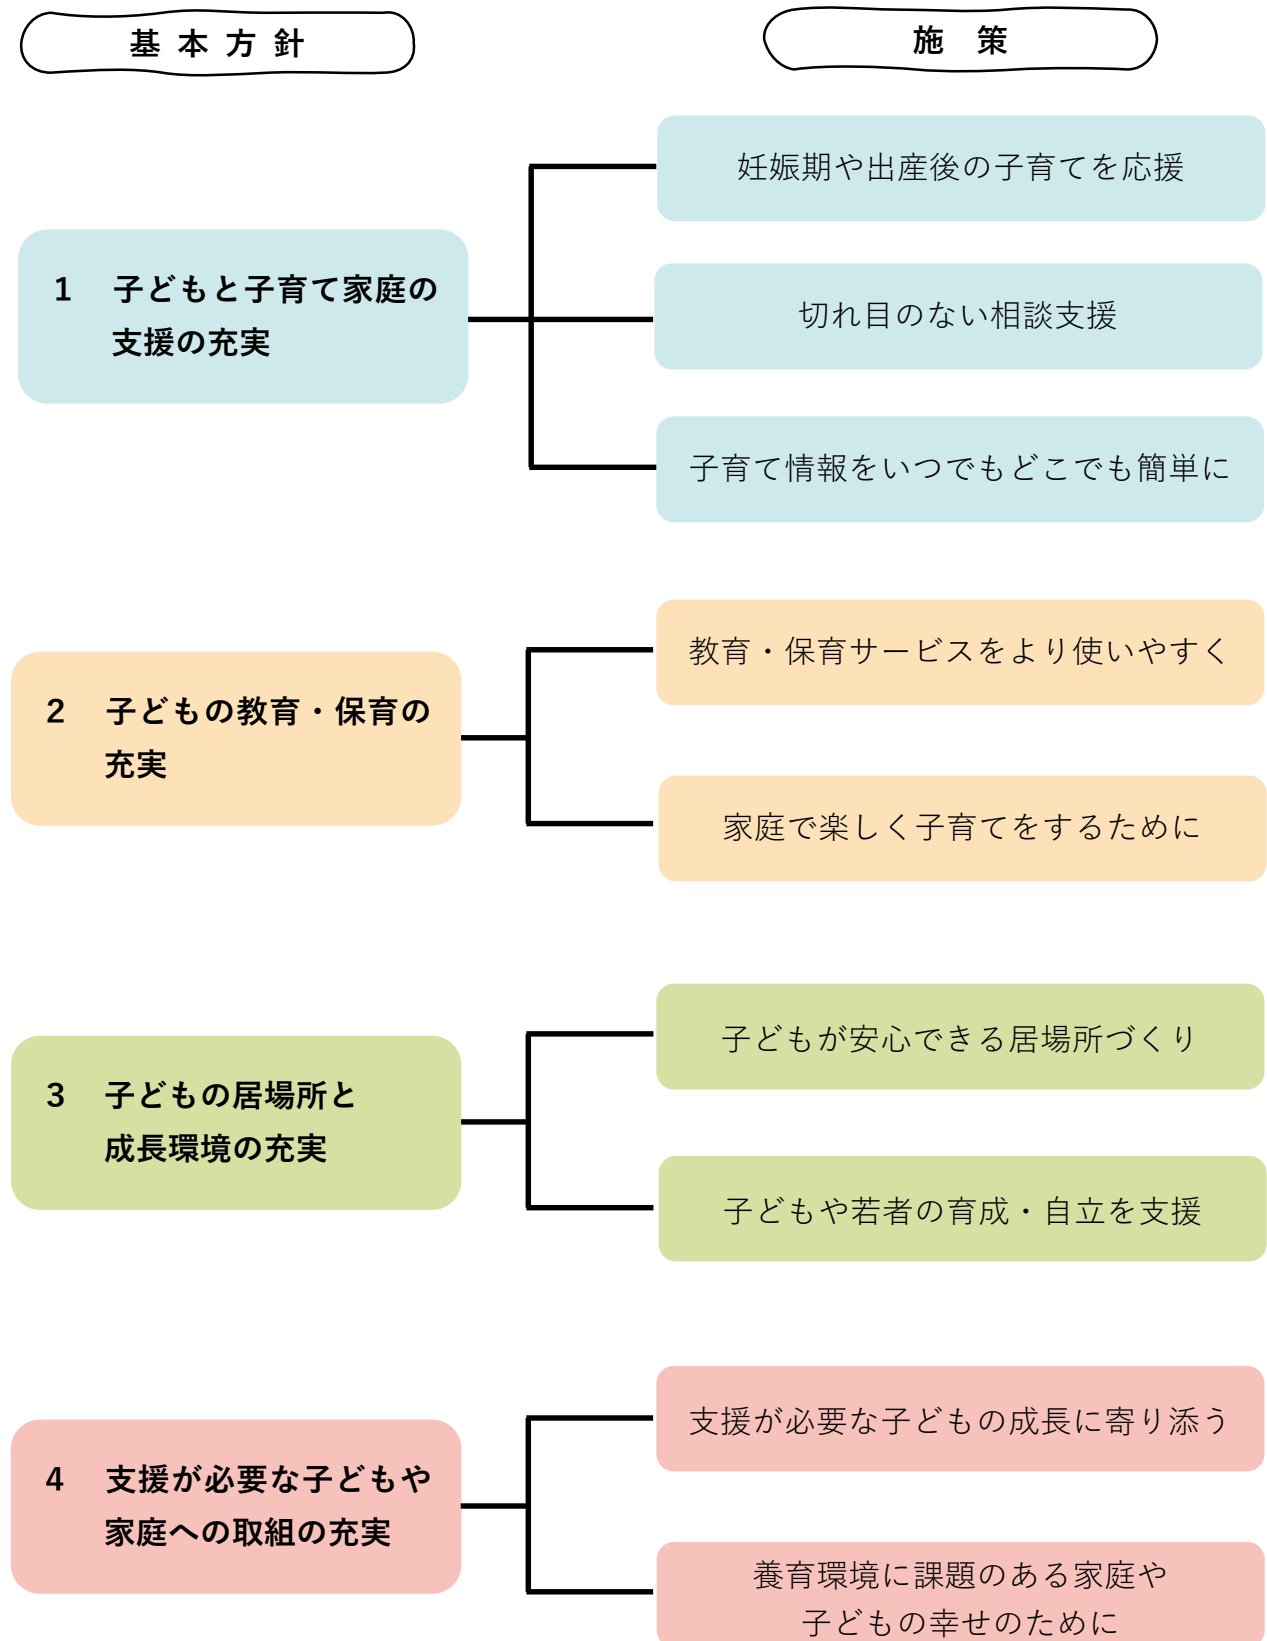 基本方針
施策
1 子どもと子育て家庭の
支援の充実
妊娠期や出産後の子育てを応援
切れ目のない相談支援
子育て情報をいつでもどこでも簡単に
2 子どもの教育・保育の
充実
教育・保育サービスをより使いやすく
家庭で楽しく子育てをするために
3 子どもの居場所と
成長環境の充実
子どもが安心できる居場所づくり
子どもや若者の育成・自立を支援
4 支援が必要な子どもや
家庭への取組の充実
支援が必要な子どもの成長に寄り添う
養育環境に課題のある家庭や
子どもの幸せのために